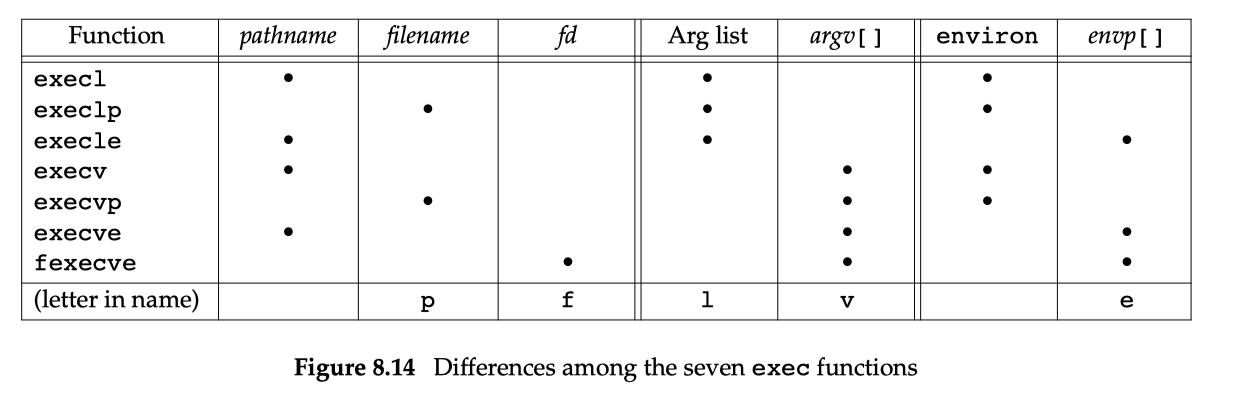 Function pathname filename fd Arg list argv[] environ envp[]
execl • • •
execlp • • •
execle • • •
execv • • •
execvp • • •
execve • • •
fexecve • • •
(letter in name) p f l v e
Figure 8.14 Differences among the seven exec functions